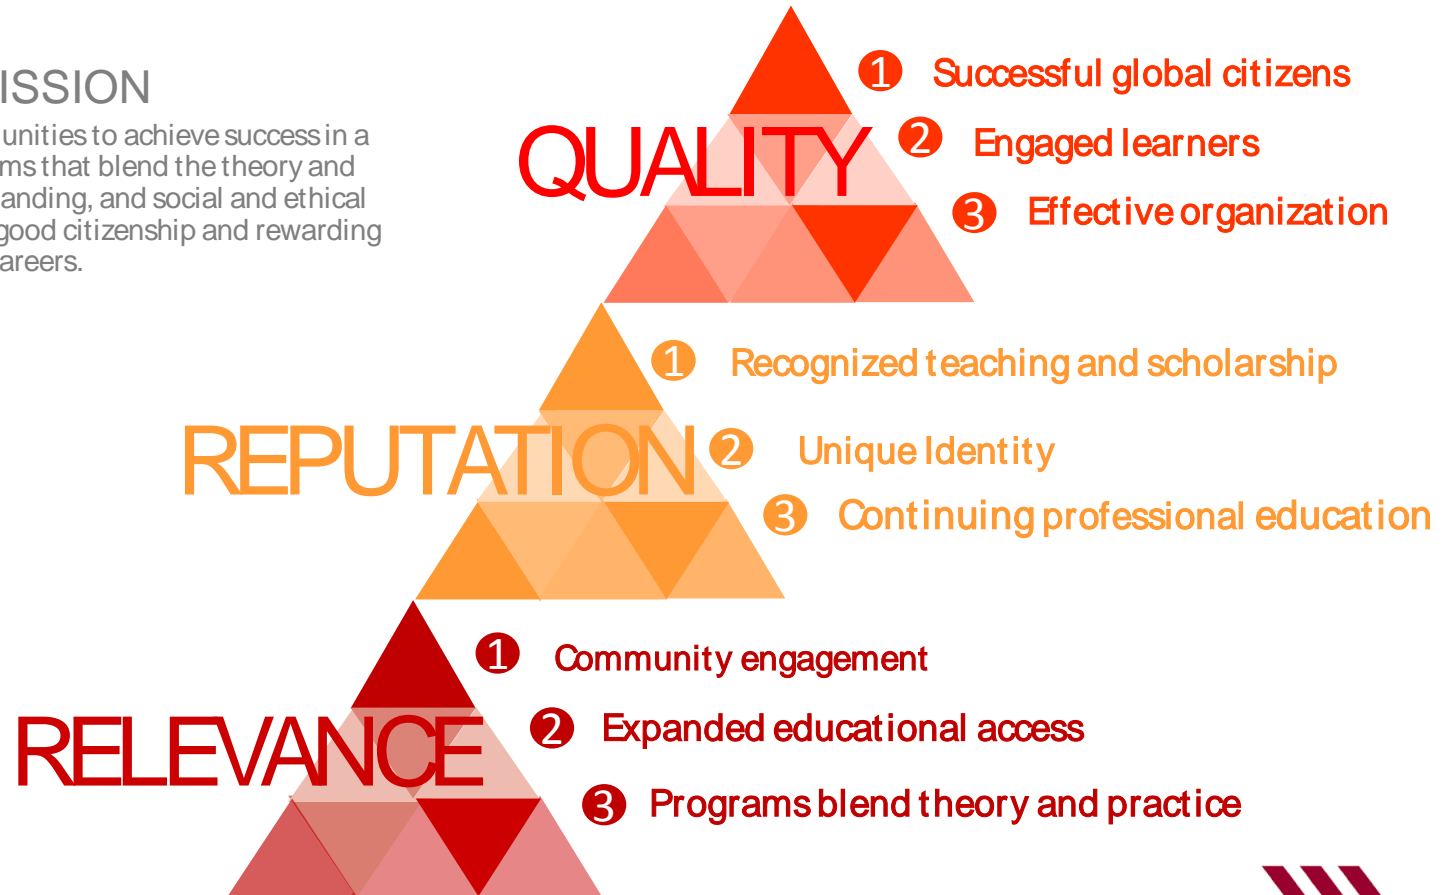 ISSION
unities to achieve success in a
ms that blend the theory and
anding, and social and ethical
good citizenship and rewarding
areers.
QUALITY
1 Successful global citizens
2 Engaged learners
3 Effective organization
REPUTATION
1 Recognized teaching and scholarship
2 Unique Identity
3 Continuing professional education
RELEVANCE
1 Community engagement
2 Expanded educational access
3 Programs blend theory and practice